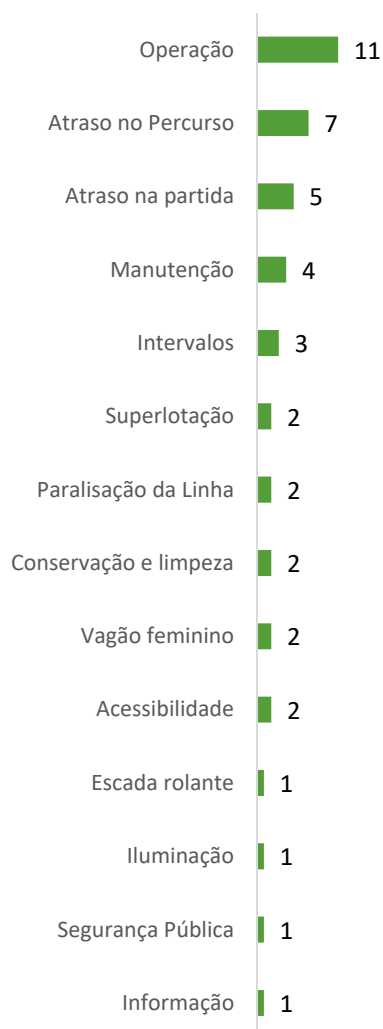 Operação 11
Atraso no Percurso 7
Atraso na partida 5
Manutenção 4
Intervalos 3
Superlotação 2
Paralisação da Linha 2
Conservação e limpeza 2
Vagão feminino 2
Acessibilidade 2
Escada rolante 1
Iluminação 1
Segurança Pública 1
Informação 1